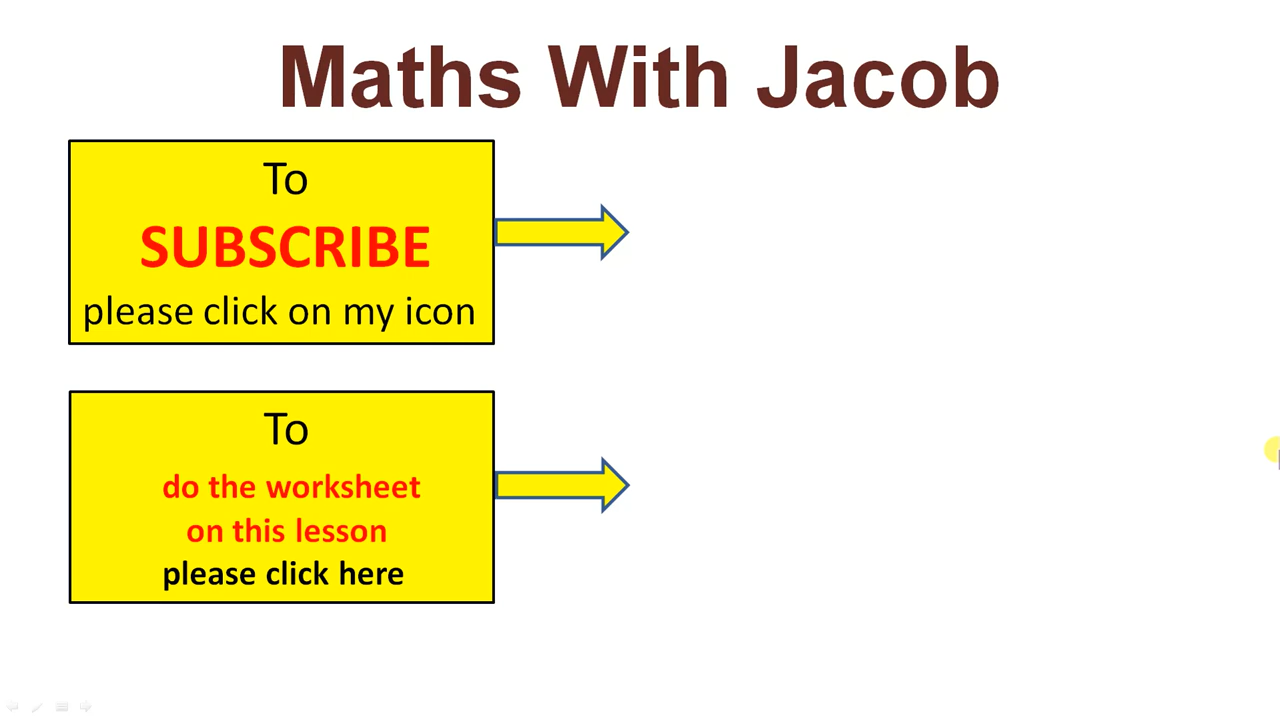 Maths With Jacob
To
SUBSCRIBE
please click on my icon
To
do the worksheet
on this lesson
please click here